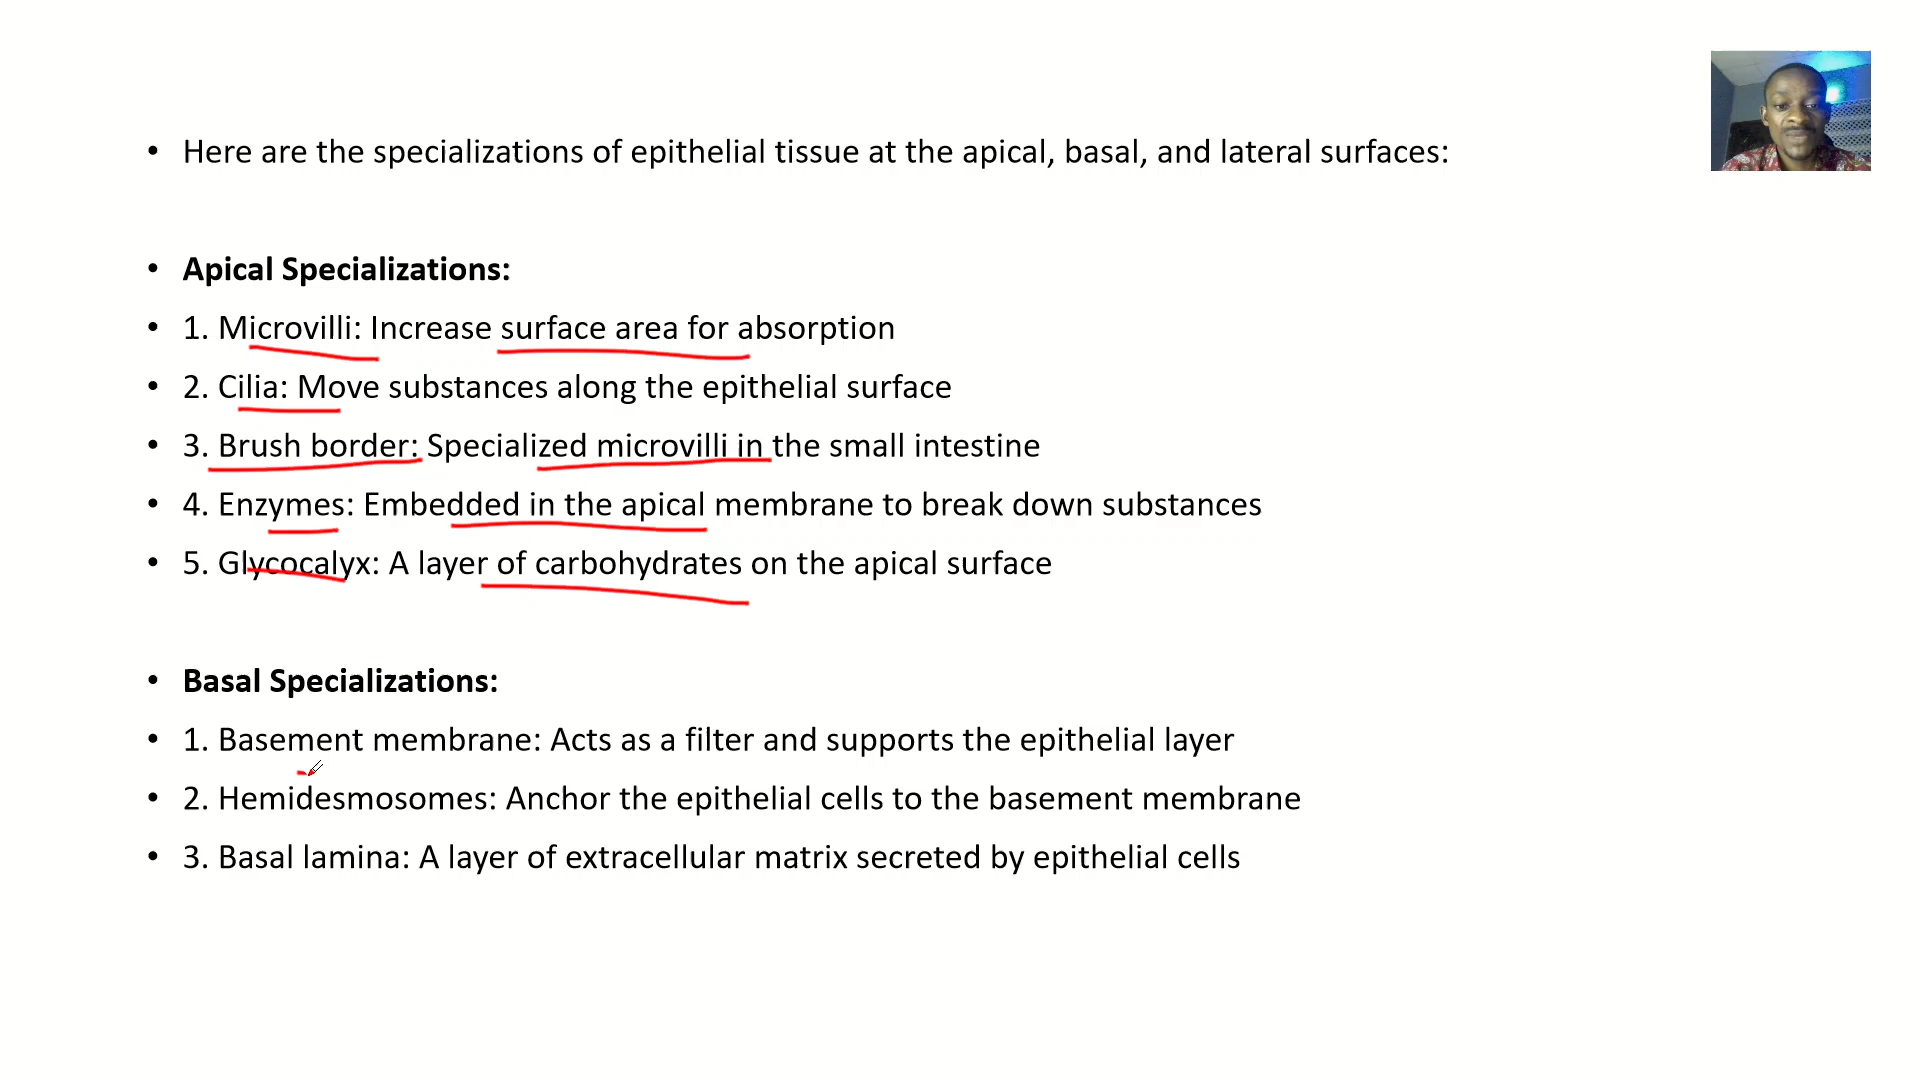 • Here are the specializations of epithelial tissue at the apical, basal, and lateral surfaces:
• Apical Specializations:
• 1. Microvilli: Increase surface area for absorption
• 2. Cilia: Move substances along the epithelial surface
• 3. Brush border: Specialized microvilli in the small intestine
• 4. Enzymes: Embedded in the apical membrane to break down substances
• 5. Glycocalyx: A layer of carbohydrates on the apical surface
• Basal Specializations:
• 1. Basement membrane: Acts as a filter and supports the epithelial layer
• 2. Hemidesmosomes: Anchor the epithelial cells to the basement membrane
• 3. Basal lamina: A layer of extracellular matrix secreted by epithelial cells